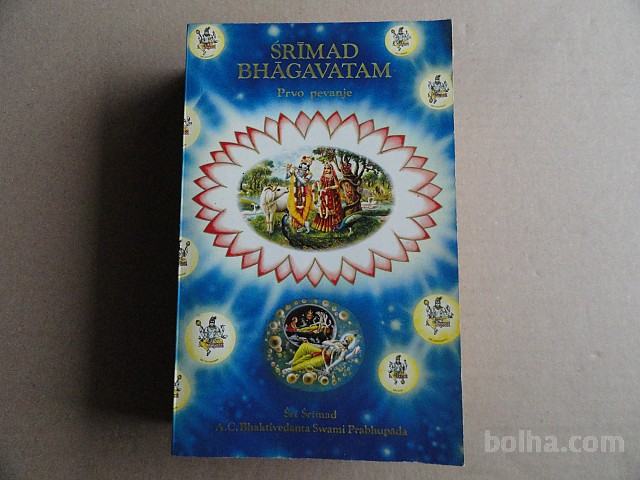 ŚRĪMAD
BHĀGAVATAM
Prvo pevanje
Śrī Śrīmad
A.C. Bhaktivedanta Swami Prabhupāda
bolha.com